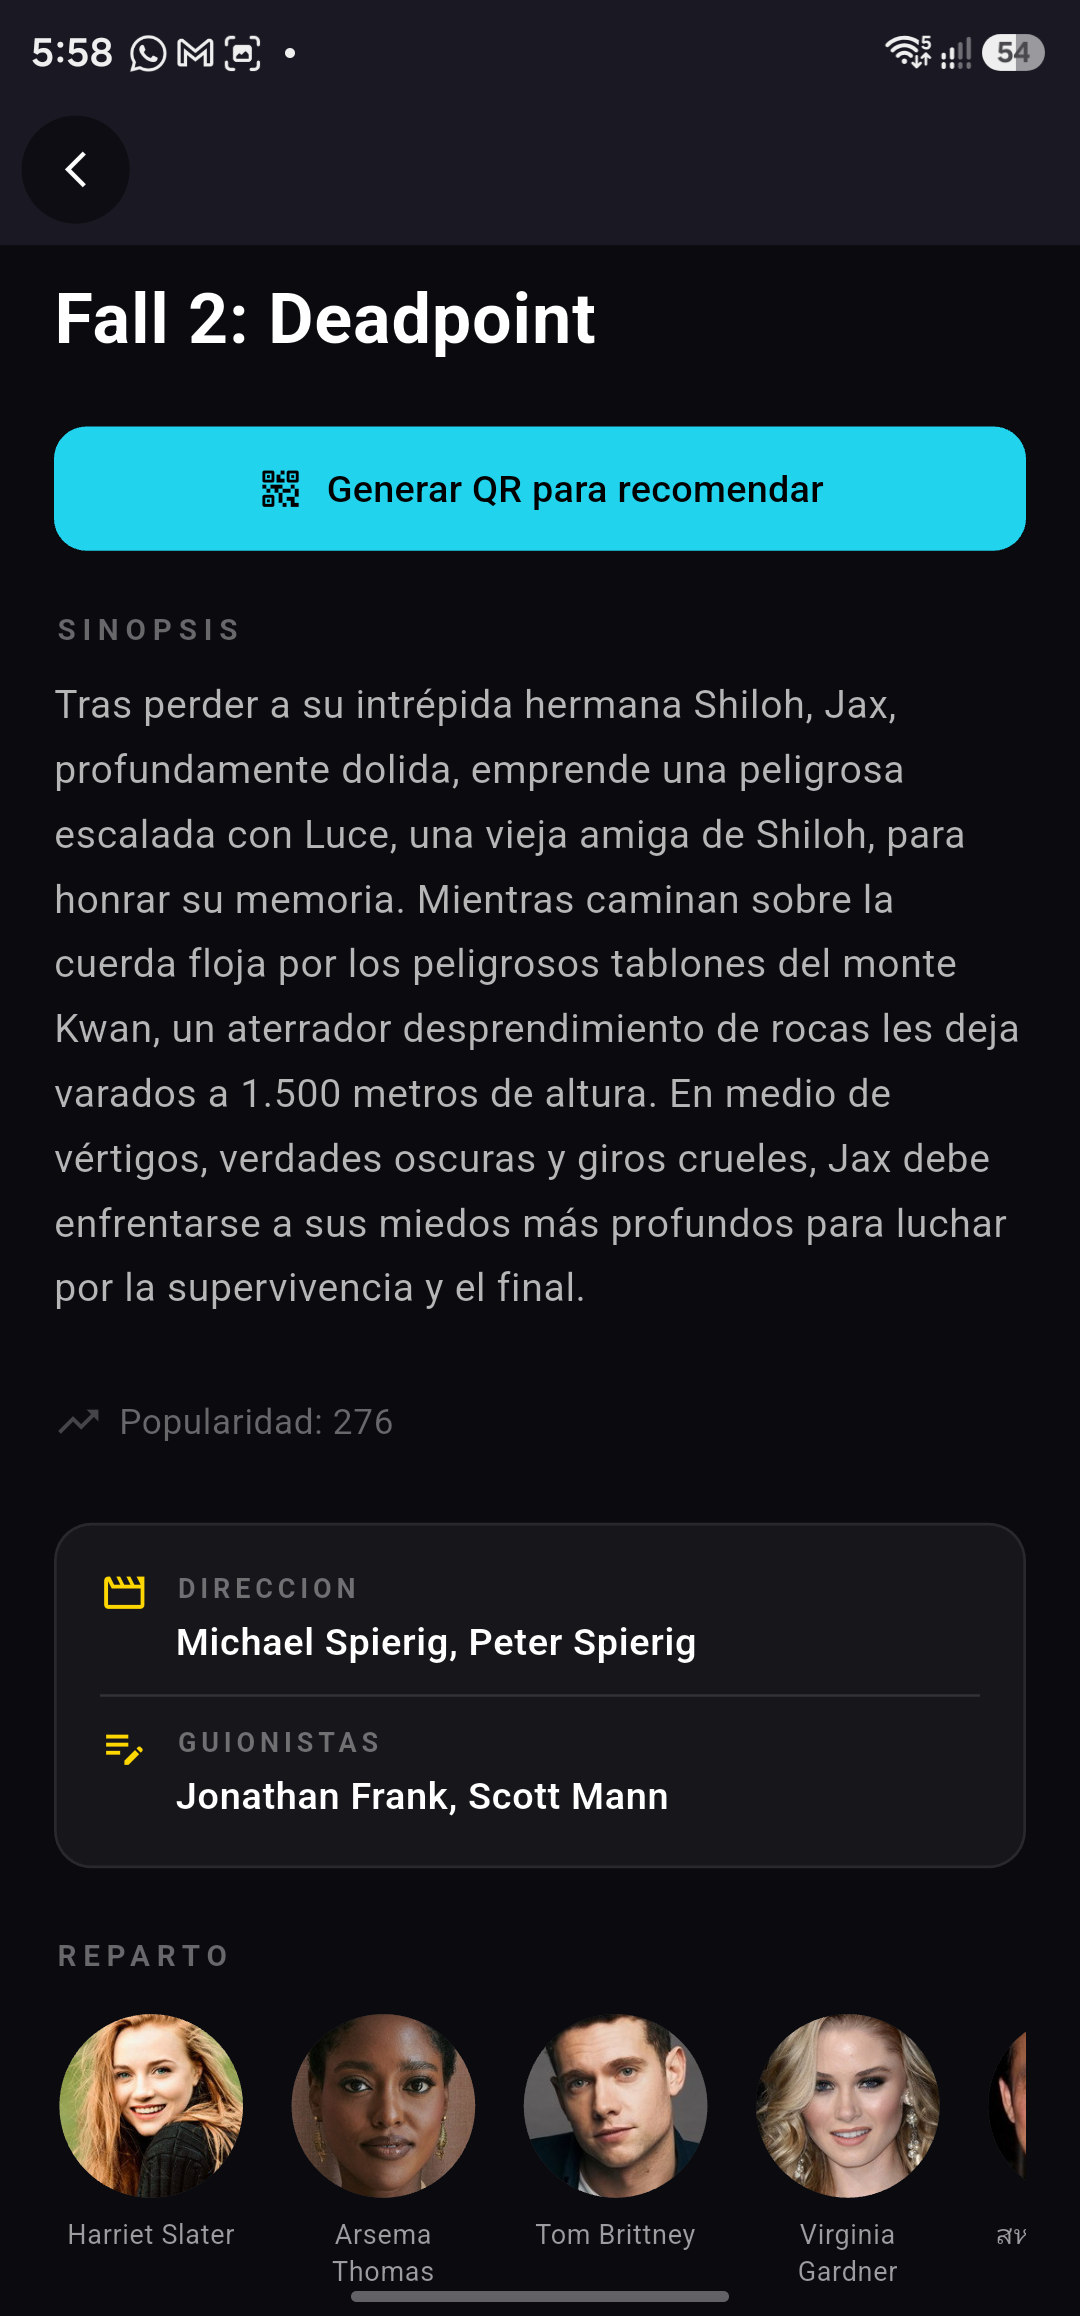 5:58
5
54
Fall 2: Deadpoint
Generar QR para recomendar
SINOPSIS
Tras perder a su intrépida hermana Shiloh, Jax,
profundamente dolida, emprende una peligrosa
escalada con Luce, una vieja amiga de Shiloh, para
honrar su memoria. Mientras caminan sobre la
cuerda floja por los peligrosos tablones del monte
Kwan, un aterrador desprendimiento de rocas les deja
varados a 1.500 metros de altura. En medio de
vértigos, verdades oscuras y giros crueles, Jax debe
enfrentarse a sus miedos más profundos para luchar
por la supervivencia y el final.
Popularidad: 276
DIRECCION
Michael Spierig, Peter Spierig
GUIONISTAS
Jonathan Frank, Scott Mann
REPARTO
Harriet Slater
Arsema
Thomas
Tom Brittney
Virginia
Gardner